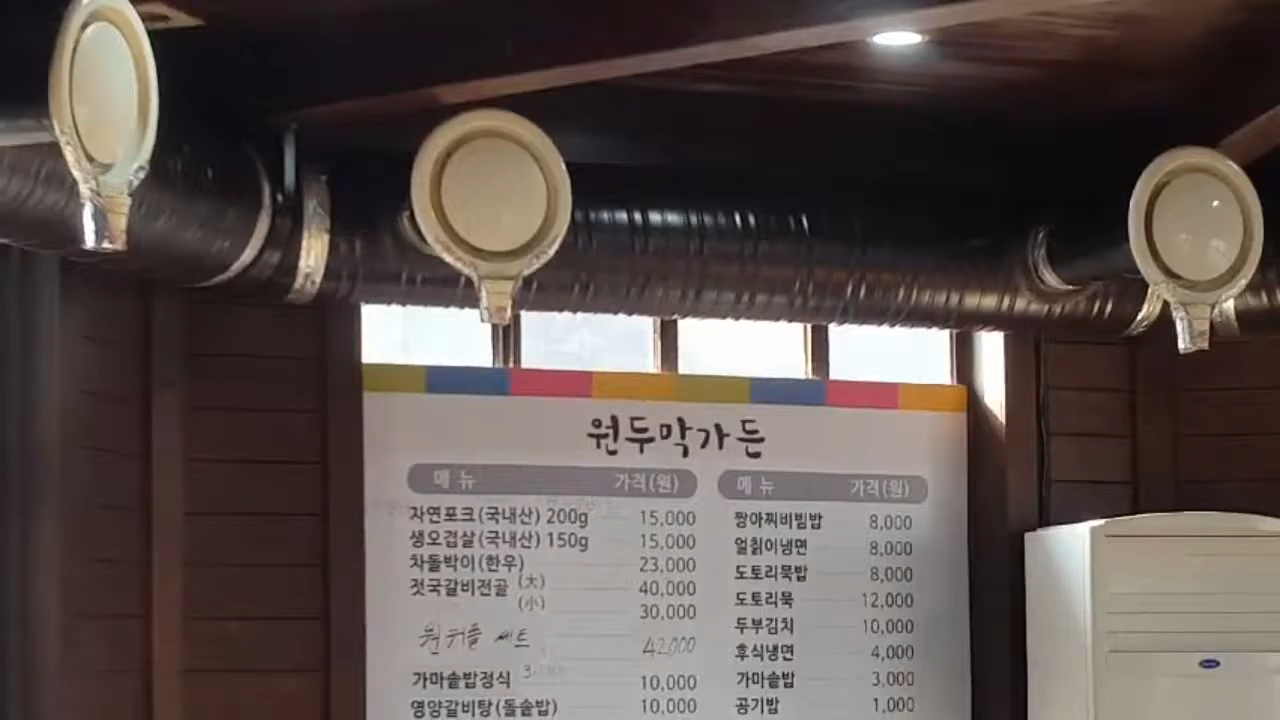 원두막가든
메뉴 가격(원)
자연포크(국내산) 200g 15,000
생오겹살(국내산) 150g 15,000
차돌박이(한우) 23,000
젓국갈비전골 (大) 40,000
(小) 30,000
원 커플 세트 42,000
가마솥밥정식 10,000
영양갈비탕(돌솥밥) 10,000
메뉴 가격(원)
짱아찌비빔밥 8,000
얼칡이냉면 8,000
도토리묵밥 8,000
도토리묵 12,000
두부김치 10,000
후식냉면 4,000
가마솥밥 3,000
공기밥 1,000